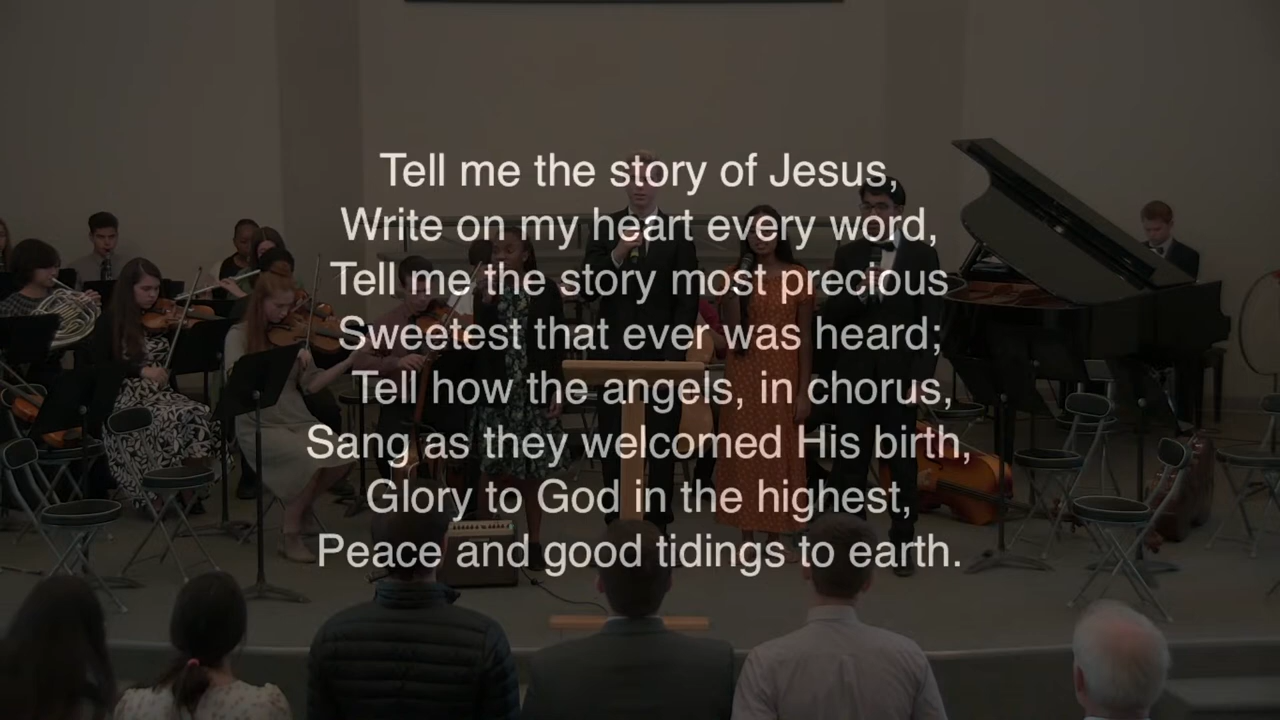 Tell me the story of Jesus,
Write on my heart every word,
Tell me the story most precious
Sweetest that ever was heard;
Tell how the angels, in chorus,
Sang as they welcomed His birth,
Glory to God in the highest,
Peace and good tidings to earth.